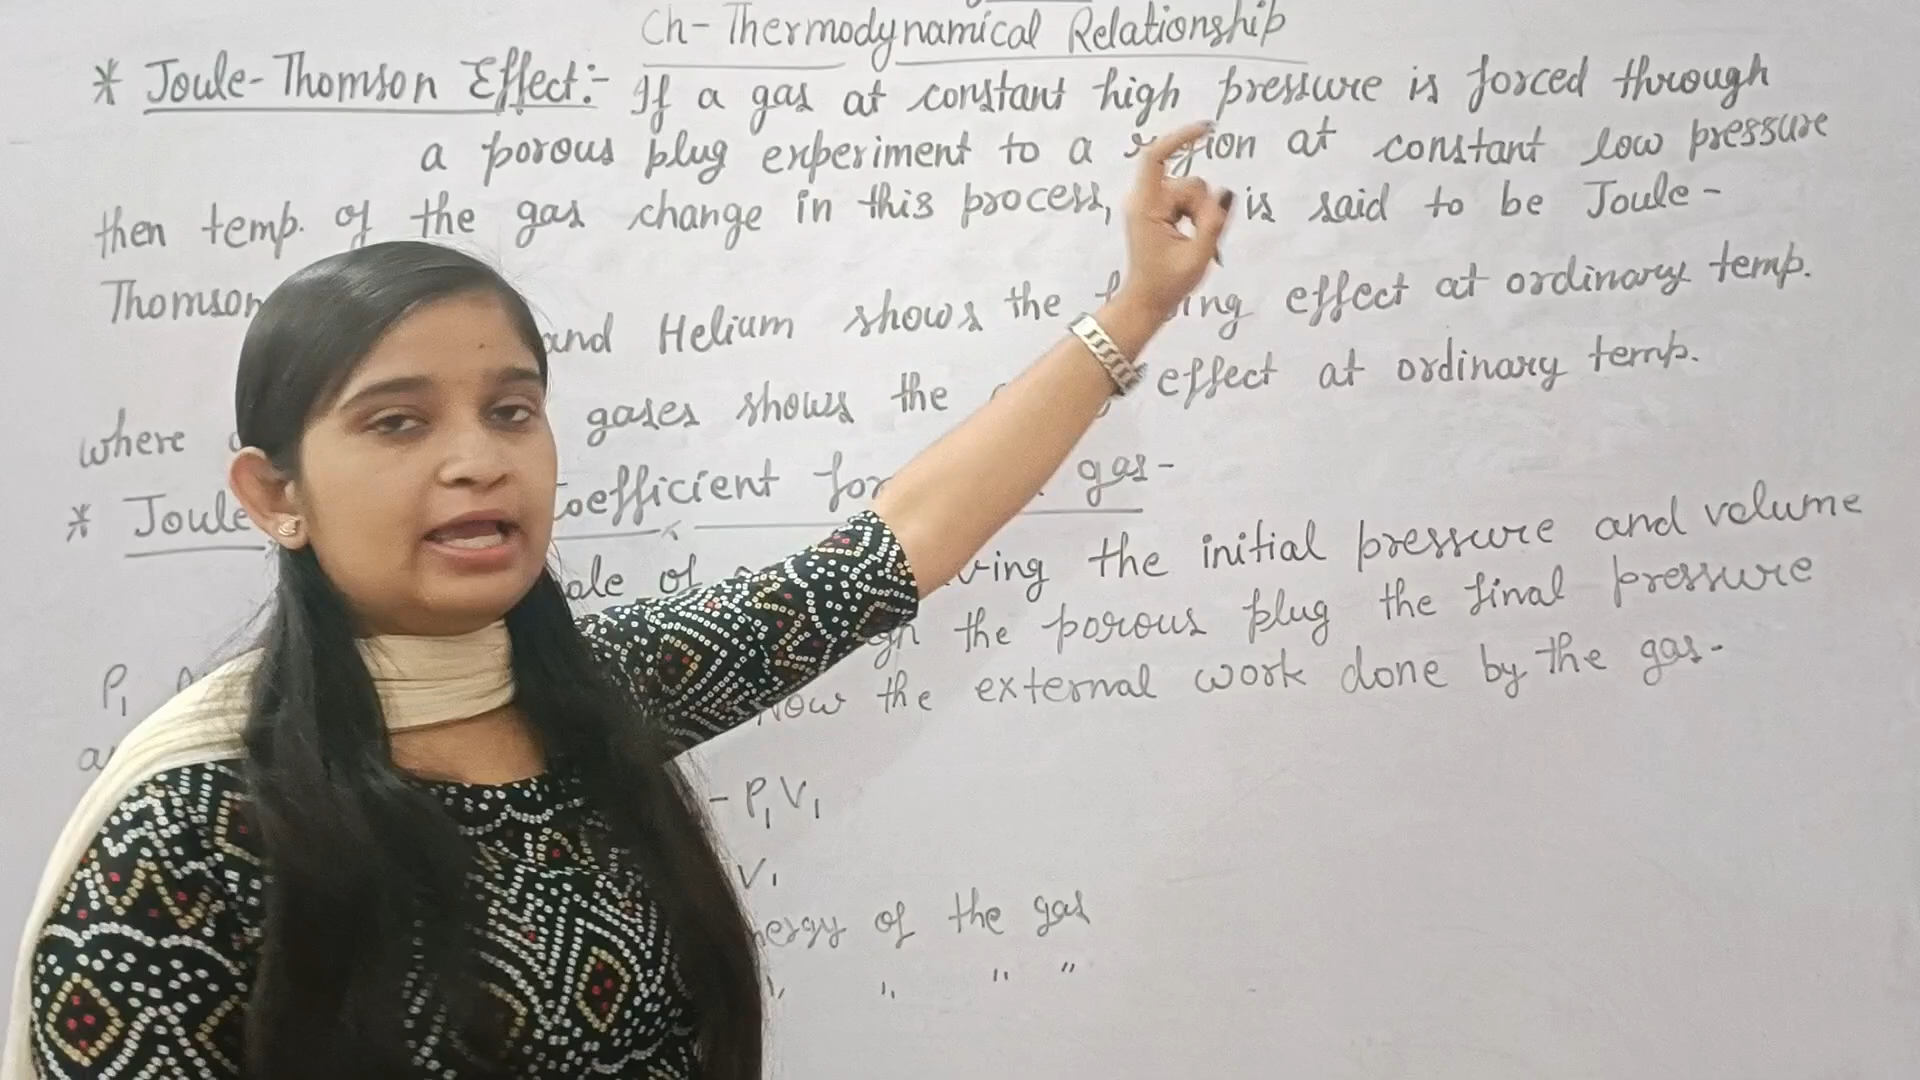 Ch- Thermodynamical Relationship
* Joule-Thomson Effect:- If a gas at constant high pressure is forced through
a porous plug experiment to a region at constant low pressure
then temp. of the gas change in this process, is said to be Joule-
Thomson and Helium shows the effect at ordinary temp.
where gases shows the effect at ordinary temp.
* Joule Coefficient for gas-
of the initial pressure and volume
P₁ the porous plug the final pressure
Now the external work done by the gas-
- P₁V₁
V₁
of the gas
" " "